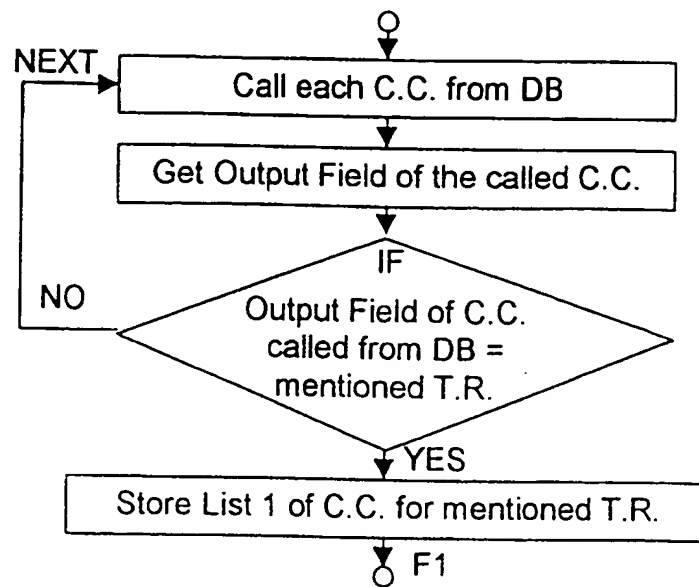 NEXT
Call each C.C. from DB
Get Output Field of the called C.C.
IF
NO
Output Field of C.C.
called from DB =
mentioned T.R.
YES
Store List 1 of C.C. for mentioned T.R.
F1